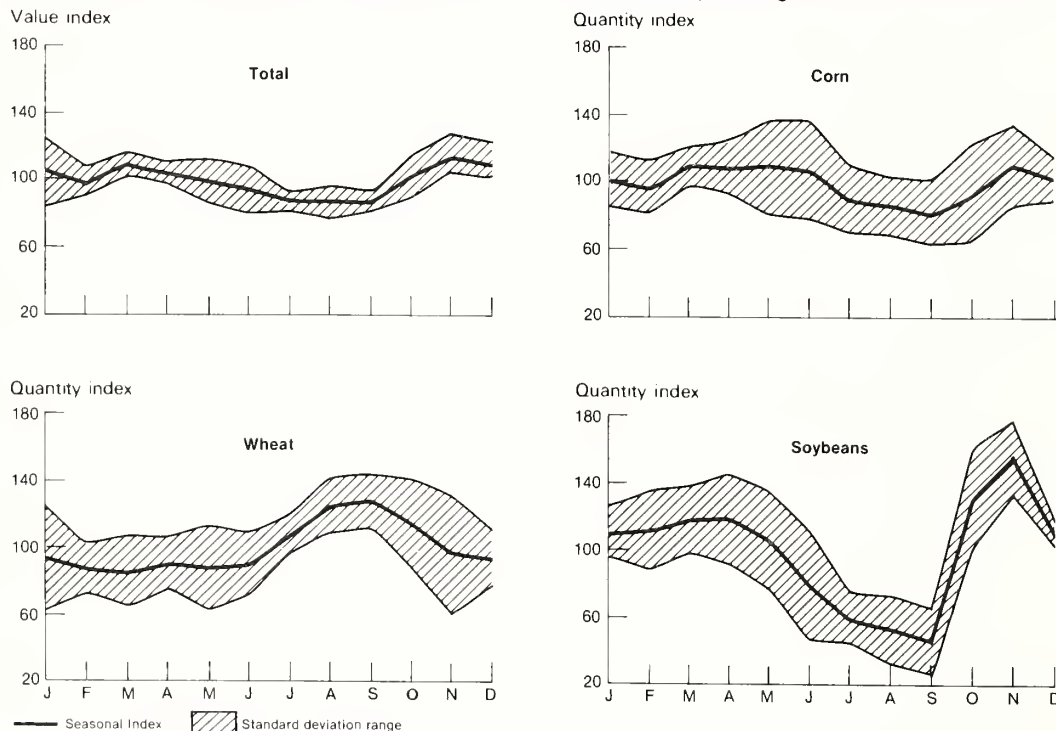 Value index
180
140
100
60
20
Total
Quantity index
180
140
100
60
20
Corn
Quantity index
180
140
100
60
20
J F M A M J J A S O N D
Wheat
Quantity index
180
140
100
60
20
J F M A M J J A S O N D
Soybeans
Seasonal Index
Standard deviation range